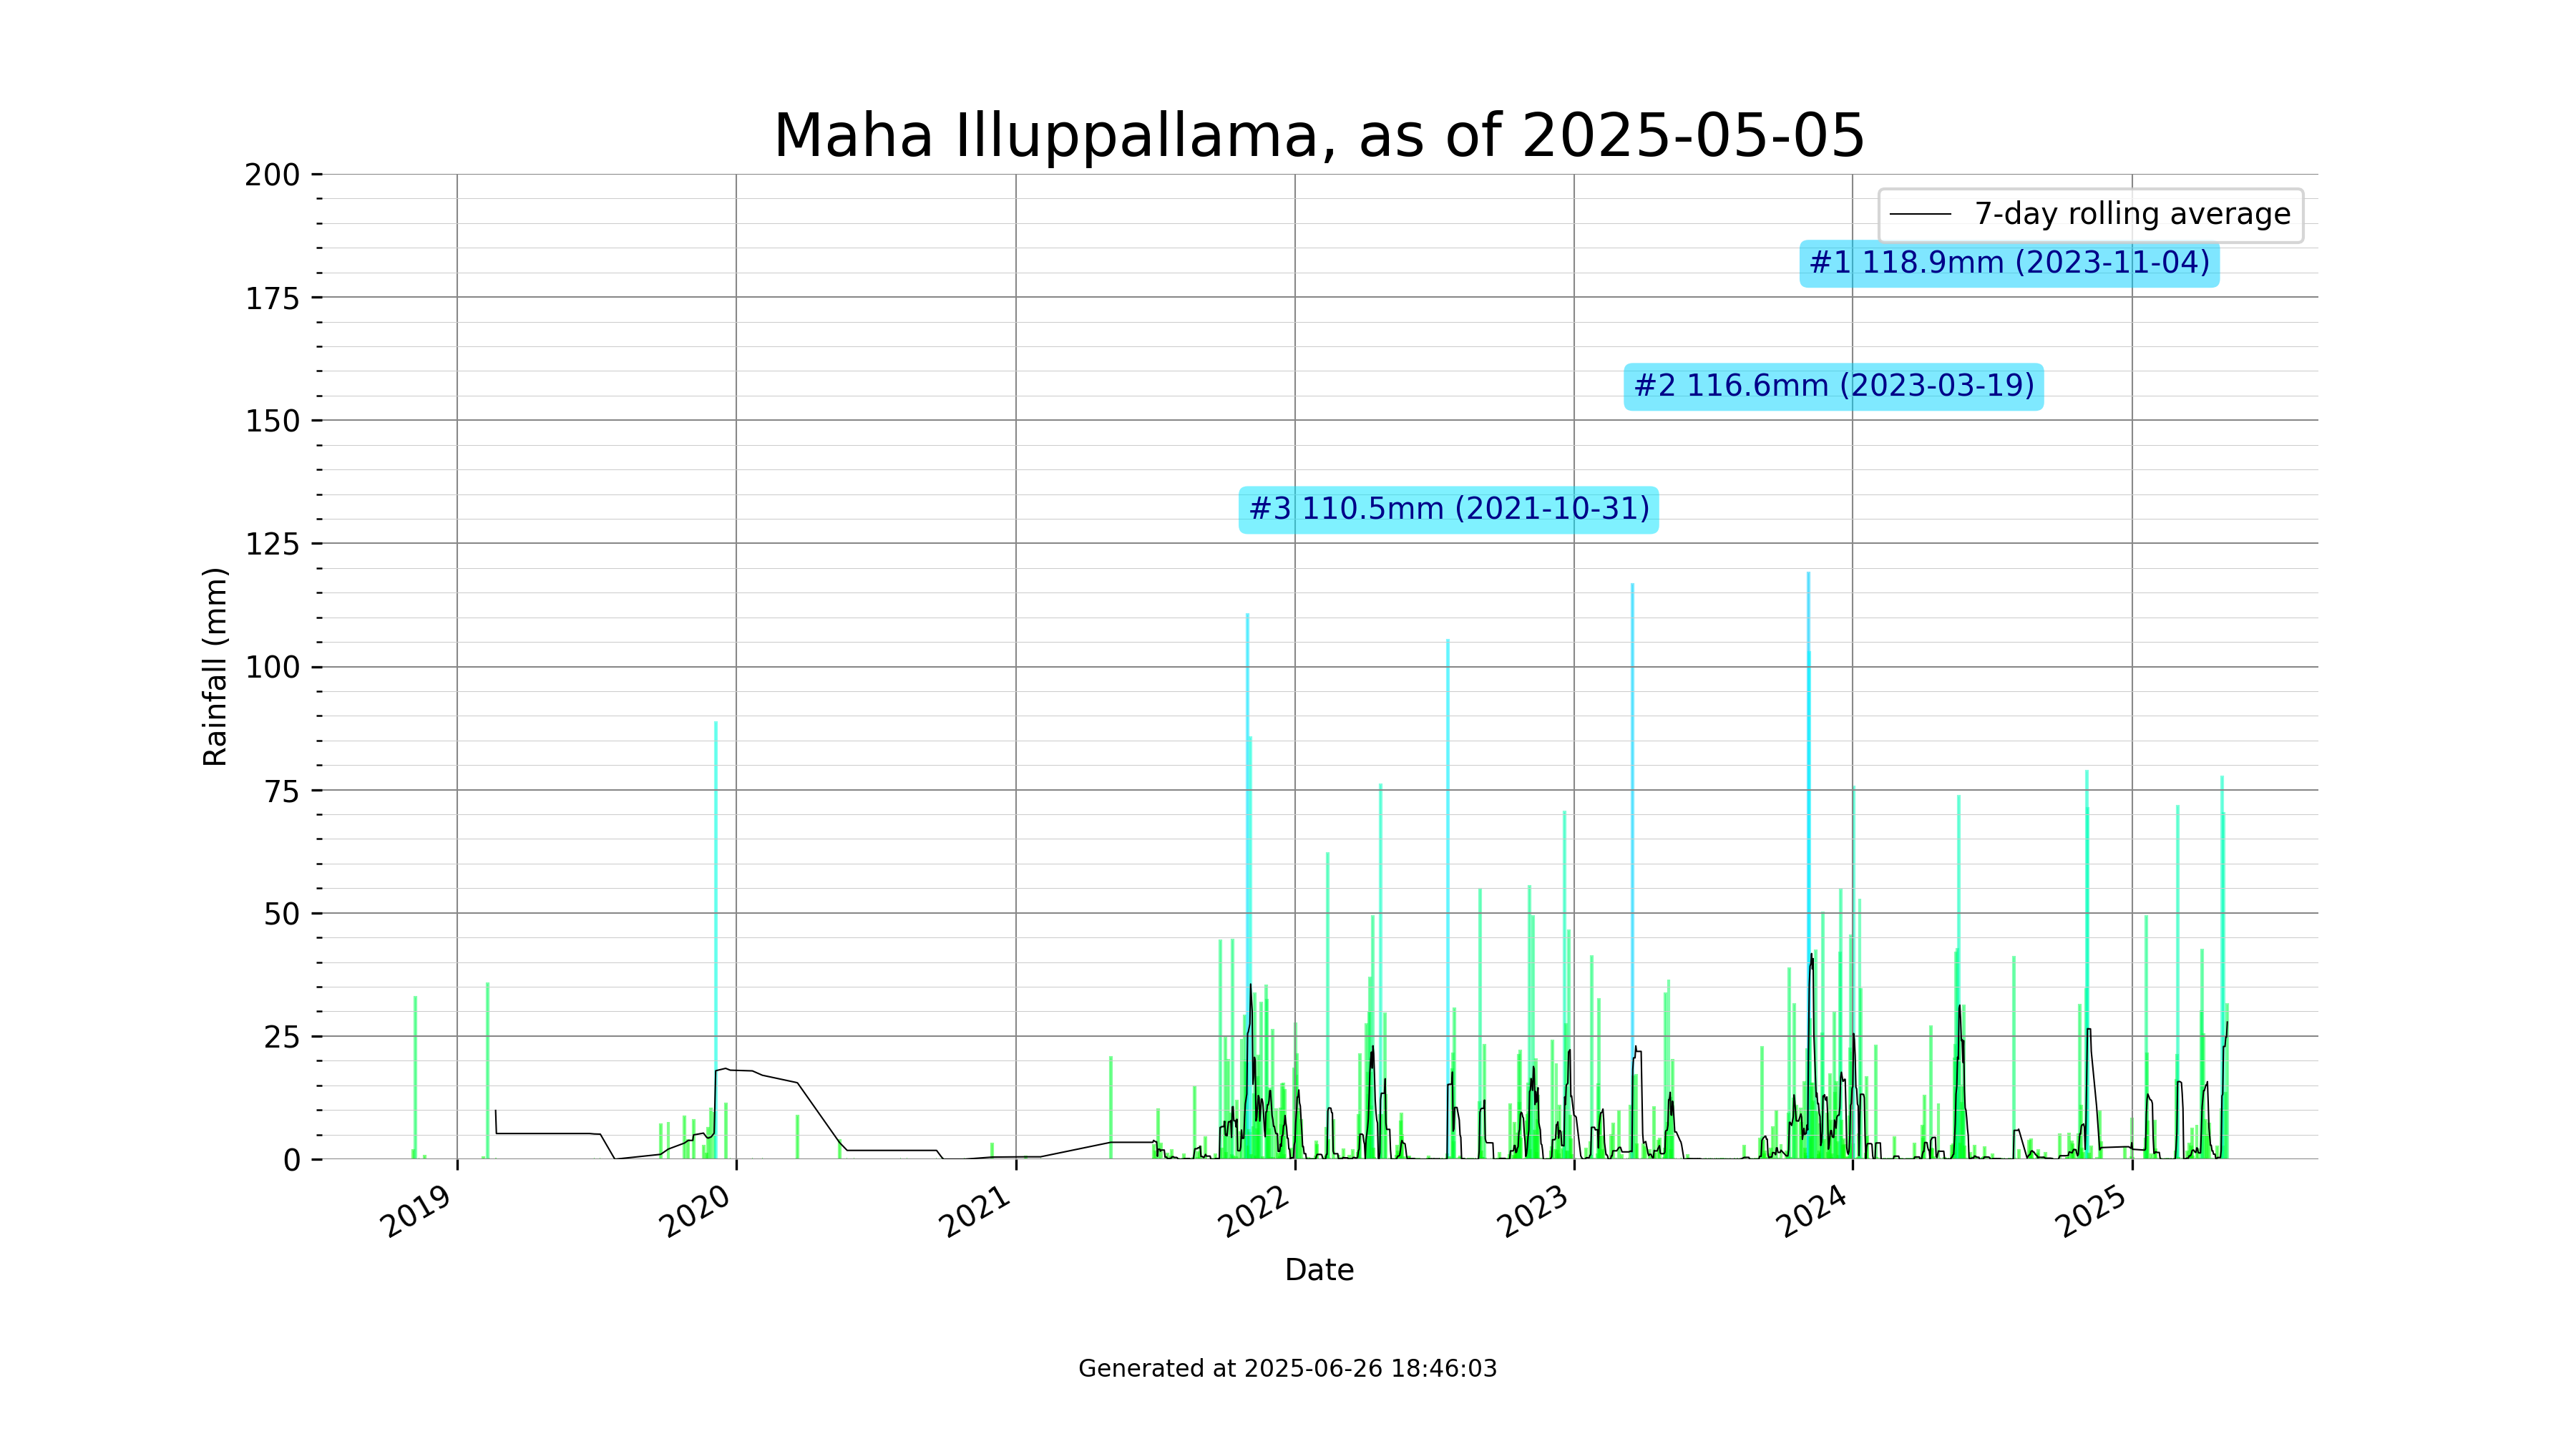 Maha Illuppallama, as of 2025-05-05
200
175
150
125
100
75
50
25
0
Rainfall (mm)
7-day rolling average
#1 118.9mm (2023-11-04)
#2 116.6mm (2023-03-19)
#3 110.5mm (2021-10-31)
2019
2020
2021
2022
2023
2024
2025
Date
Generated at 2025-06-26 18:46:03